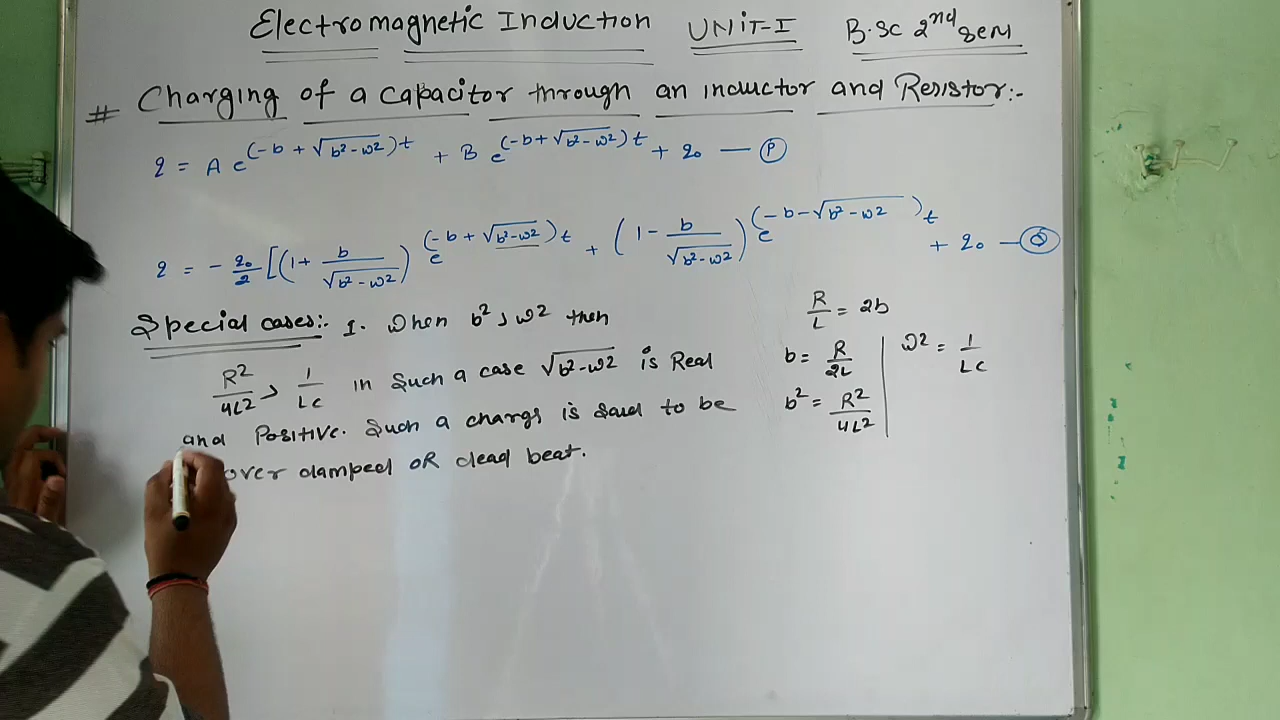 Electromagnetic Induction UNIT-I B.Sc 2nd Sem
# Charging of a capacitor through an inductor and Resistor:-
q = A e^(-b + √b²-ω²)t + B e^(-b + √b²-ω²)t + q₀ — (P)
q = - q₀/2 [(1 + b/√b²-ω²) e^(-b + √b²-ω²)t + (1 - b/√b²-ω²) e^(-b - √b²-ω²)t + q₀ — (Q)
Special cases:- I. When b² > ω² then
R²/4L² > 1/LC in such a case √b²-ω² is Real
and Positive. Such a chargs is said to be
over damped OR dead beat.
R/L = 2b
b = R/2L
b² = R²/4L²
ω² = 1/LC